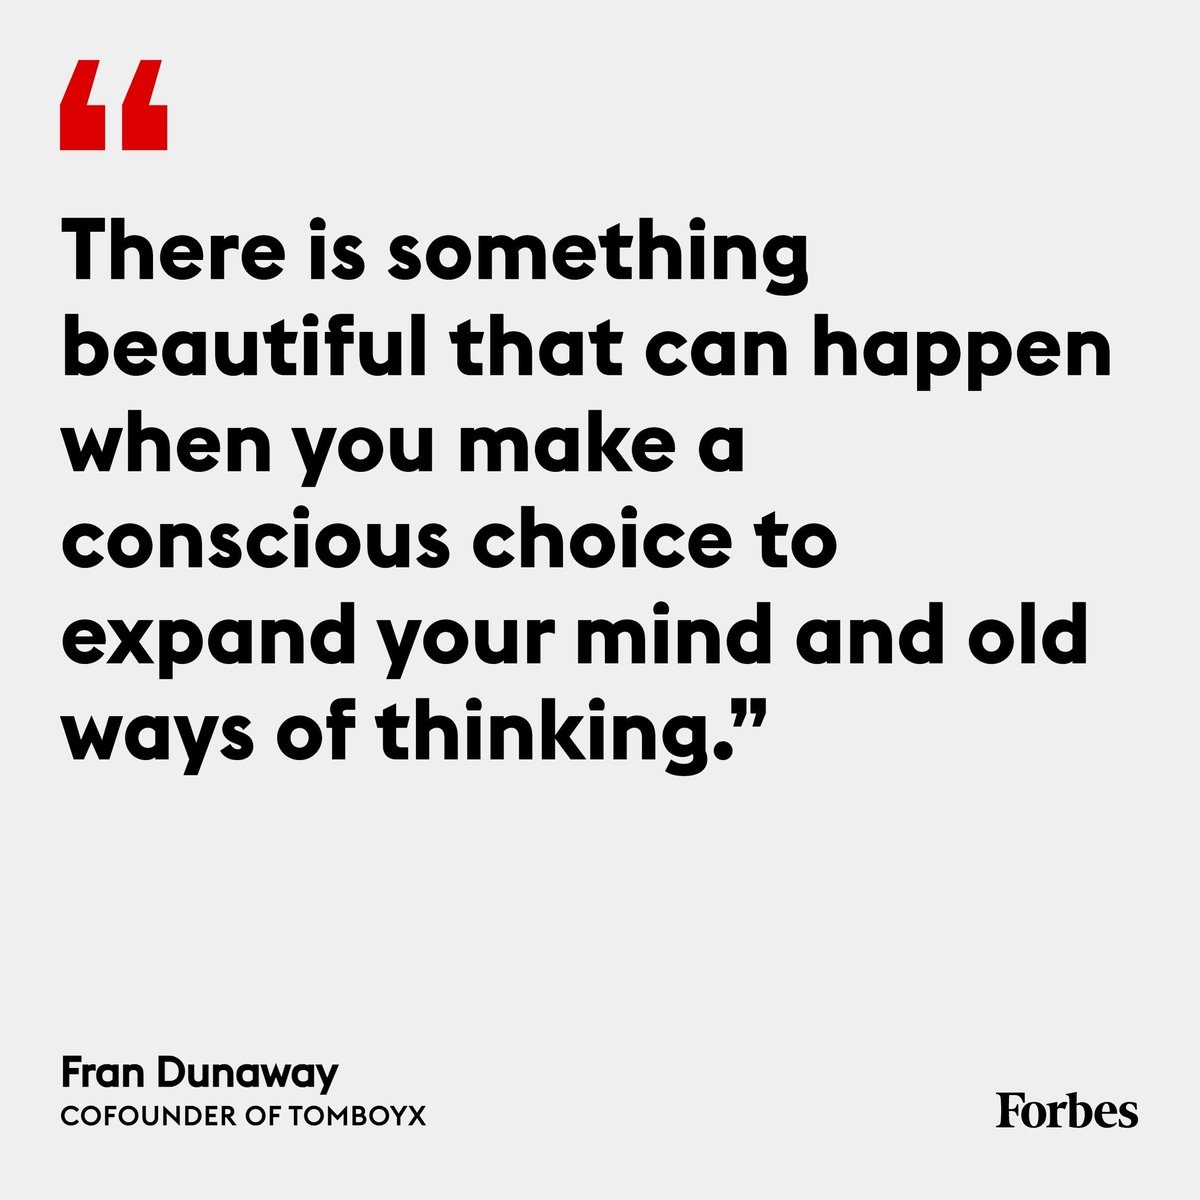 “
There is something
beautiful that can happen
when you make a
conscious choice to
expand your mind and old
ways of thinking.”
Fran Dunaway
COFOUNDER OF TOMBOYX
Forbes